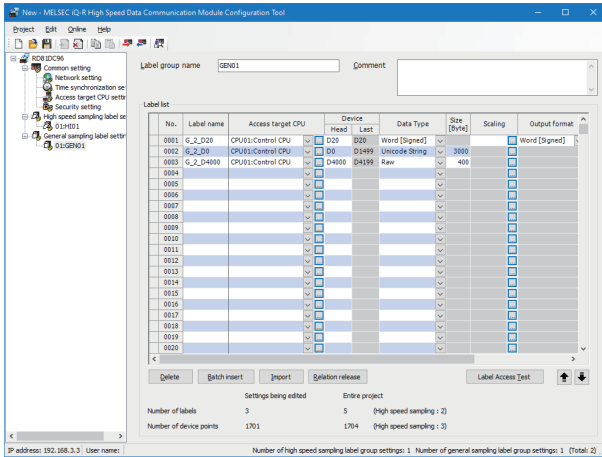 New - MELSEC iQ-R High Speed Data Communication Module Configuration Tool
Project Edit Online Help
RD81DC96
Common setting
Network setting
Time synchronization se
Access target CPU settin
Security setting
High speed sampling label se
01:HI01
General sampling label settin
01:GEN01
Label group name GEN01 Comment
Label list
No. Label name Access target CPU Device Head Last Data Type Size [Byte] Scaling Output format
0001 G_2_D20 CPU01:Control CPU ... D20 D20 Word [Signed] ... Word [Signed]
0002 G_2_D0 CPU01:Control CPU ... D0 D1499 Unicode String 3000 ...
0003 G_2_D4000 CPU01:Control CPU ... D4000 D4199 Raw 400 ...
0004 ... ...
0005 ... ...
0006 ... ...
0007 ... ...
0008 ... ...
0009 ... ...
0010 ... ...
0011 ... ...
0012 ... ...
0013 ... ...
0014 ... ...
0015 ... ...
0016 ... ...
0017 ... ...
0018 ... ...
0019 ... ...
0020 ... ...
Delete Batch insert Import Relation release Label Access Test
Settings being edited Entire project
Number of labels 3 5 (High speed sampling : 2)
Number of device points 1701 1704 (High speed sampling : 3)
IP address: 192.168.3.3 User name: Number of high speed sampling label group settings: 1 Number of general sampling label group settings: 1 (Total: 2)